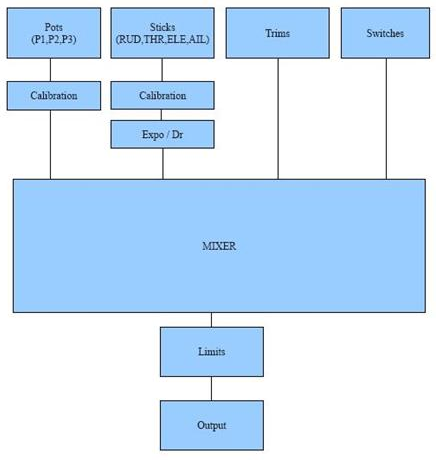 Pots
(P1,P2,P3)
Sticks
(RUD,THR,ELE,AIL)
Trims
Switches
Calibration
Calibration
Expo / Dr
MIXER
Limits
Output